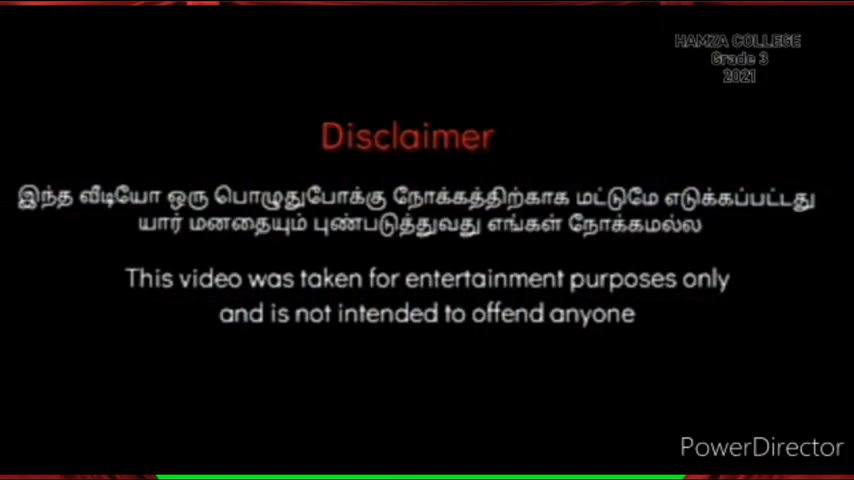 HAMZA COLLEGE
Grade 3
2021
Disclaimer
இந்த வீடியோ ஒரு பொழுதுபோக்கு நோக்கத்திற்காக மட்டுமே எடுக்கப்பட்டது
யார் மனதையும் புண்படுத்துவது எங்கள் நோக்கமல்ல
This video was taken for entertainment purposes only
and is not intended to offend anyone
PowerDirector